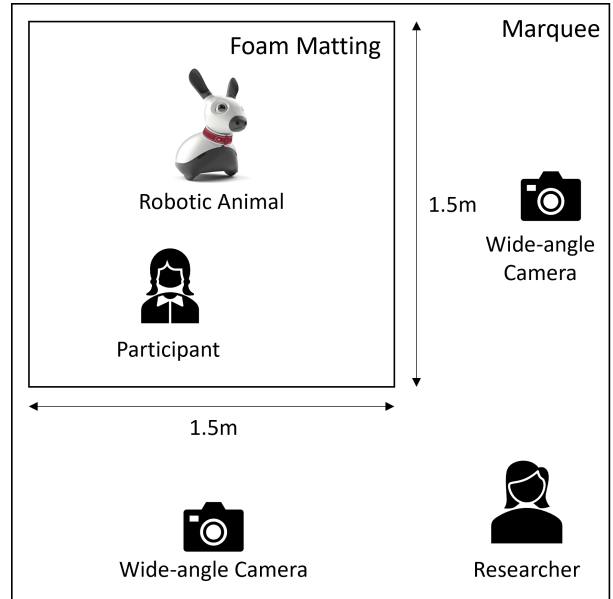 Marquee
Foam Matting
Robotic Animal
1.5m
Wide-angle
Camera
Participant
1.5m
Wide-angle Camera
Researcher